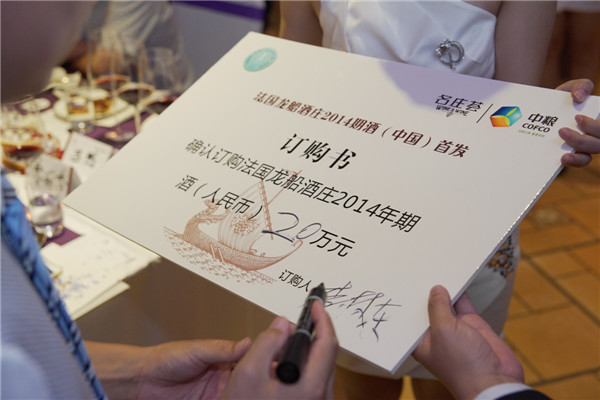 名庄荟
WINES WINE
中粮
COFCO
法国龙船酒庄2014期酒（中国）首发
订购书
确认订购法国龙船酒庄2014年期
酒（人民币）20万元
订购人